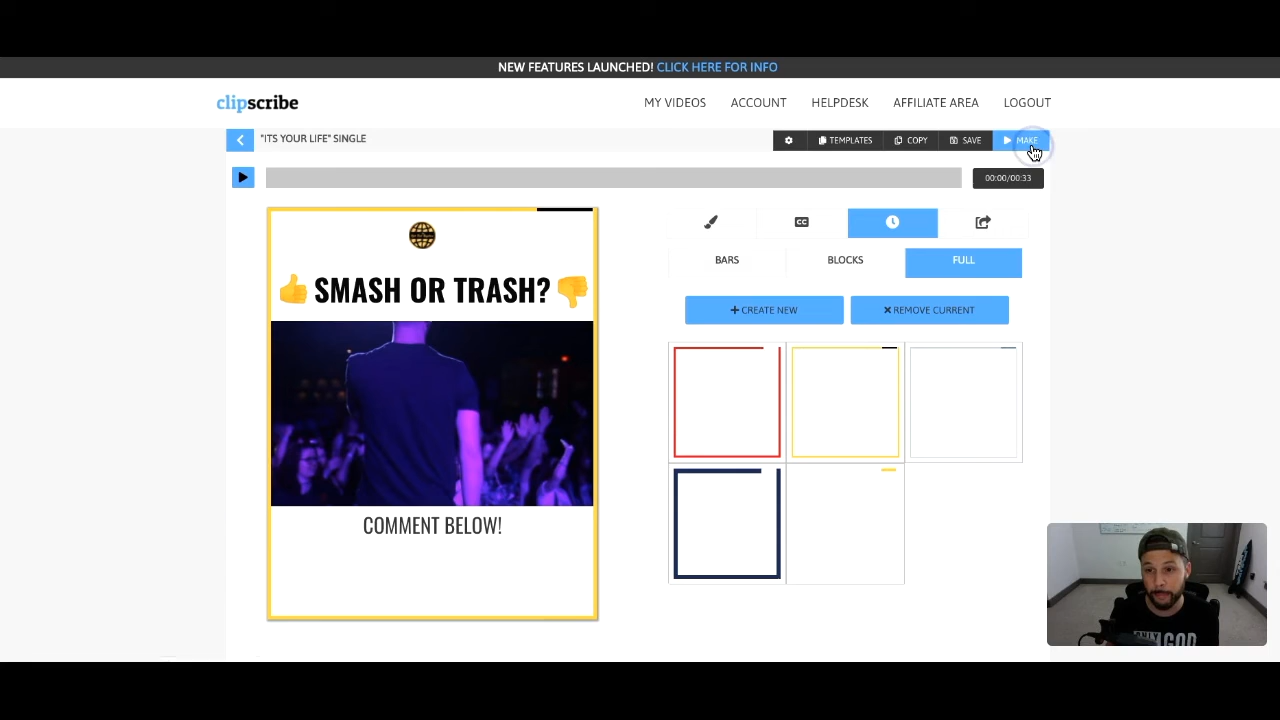 NEW FEATURES LAUNCHED! CLICK HERE FOR INFO
clipscribe
MY VIDEOS
ACCOUNT
HELPDESK
AFFILIATE AREA
LOGOUT
"ITS YOUR LIFE" SINGLE
TEMPLATES
COPY
SAVE
MAKE
00:00/00:33
CC
BARS
BLOCKS
FULL
+ CREATE NEW
REMOVE CURRENT
SMASH OR TRASH?
COMMENT BELOW!
GOD